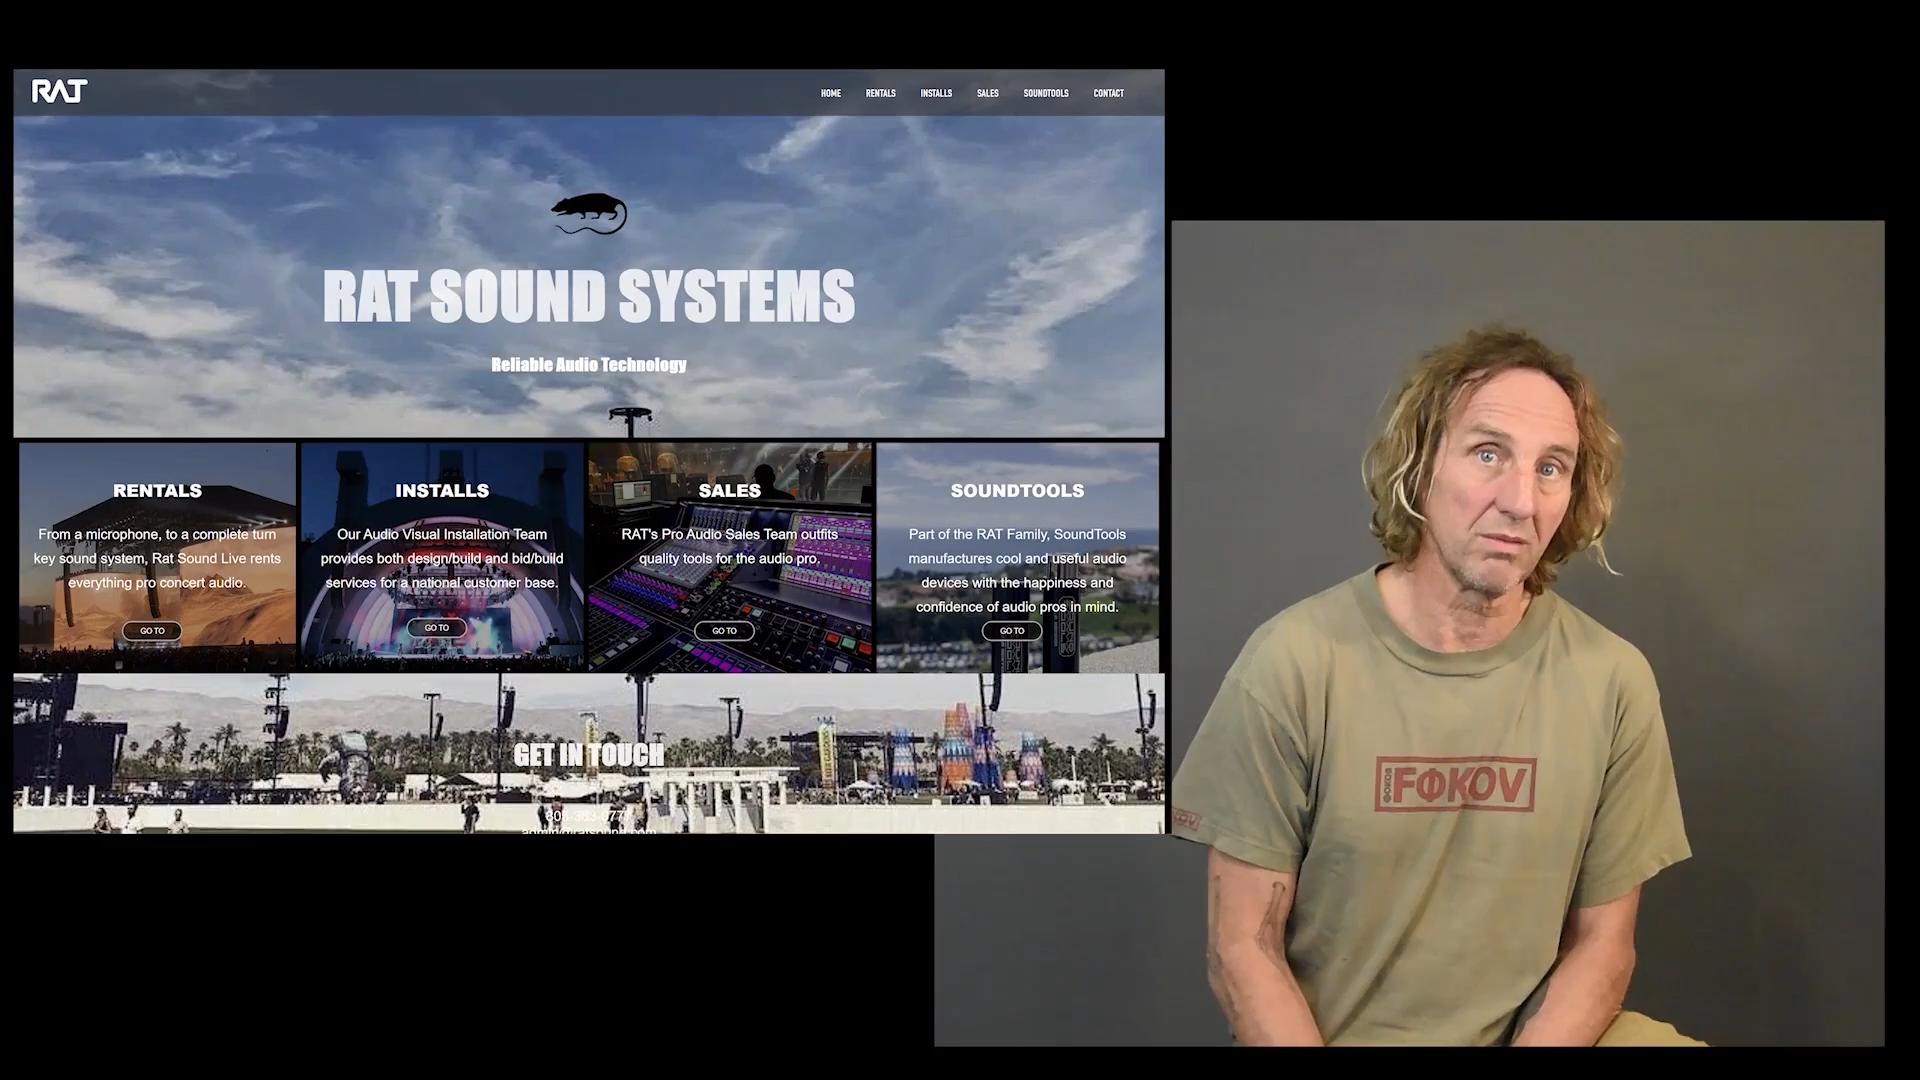 RAT
HOME RENTALS INSTALLS SALES SOUNDTOOLS CONTACT
RAT SOUND SYSTEMS
Reliable Audio Technology
RENTALS
From a microphone, to a complete turn
key sound system, Rat Sound Live rents
everything pro concert audio.
GO TO
INSTALLS
Our Audio Visual Installation Team
provides both design/build and bid/build
services for a national customer base.
GO TO
SALES
RAT's Pro Audio Sales Team outfits
quality tools for the audio pro.
GO TO
SOUNDTOOLS
Part of the RAT Family, SoundTools
manufactures cool and useful audio
devices with the happiness and
confidence of audio pros in mind.
GO TO
GET IN TOUCH
FΦKOV